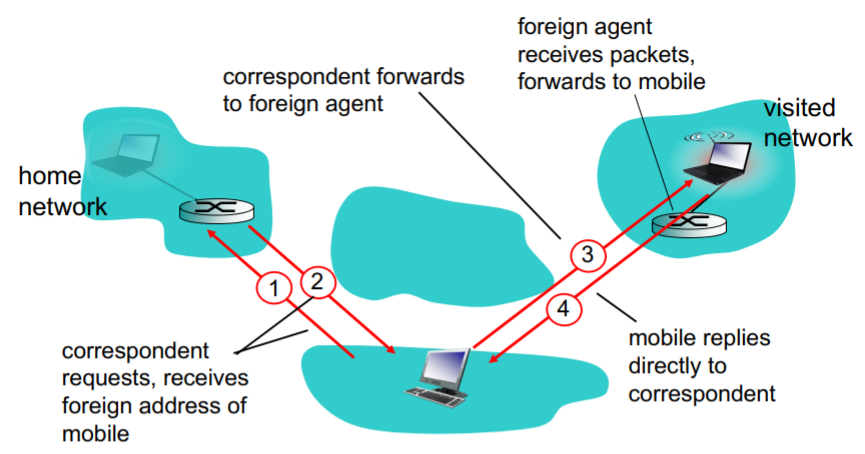 foreign agent
receives packets,
forwards to mobile
correspondent forwards
to foreign agent
visited
network
home
network
1
2
3
4
correspondent
requests, receives
foreign address of
mobile
mobile replies
directly to
correspondent